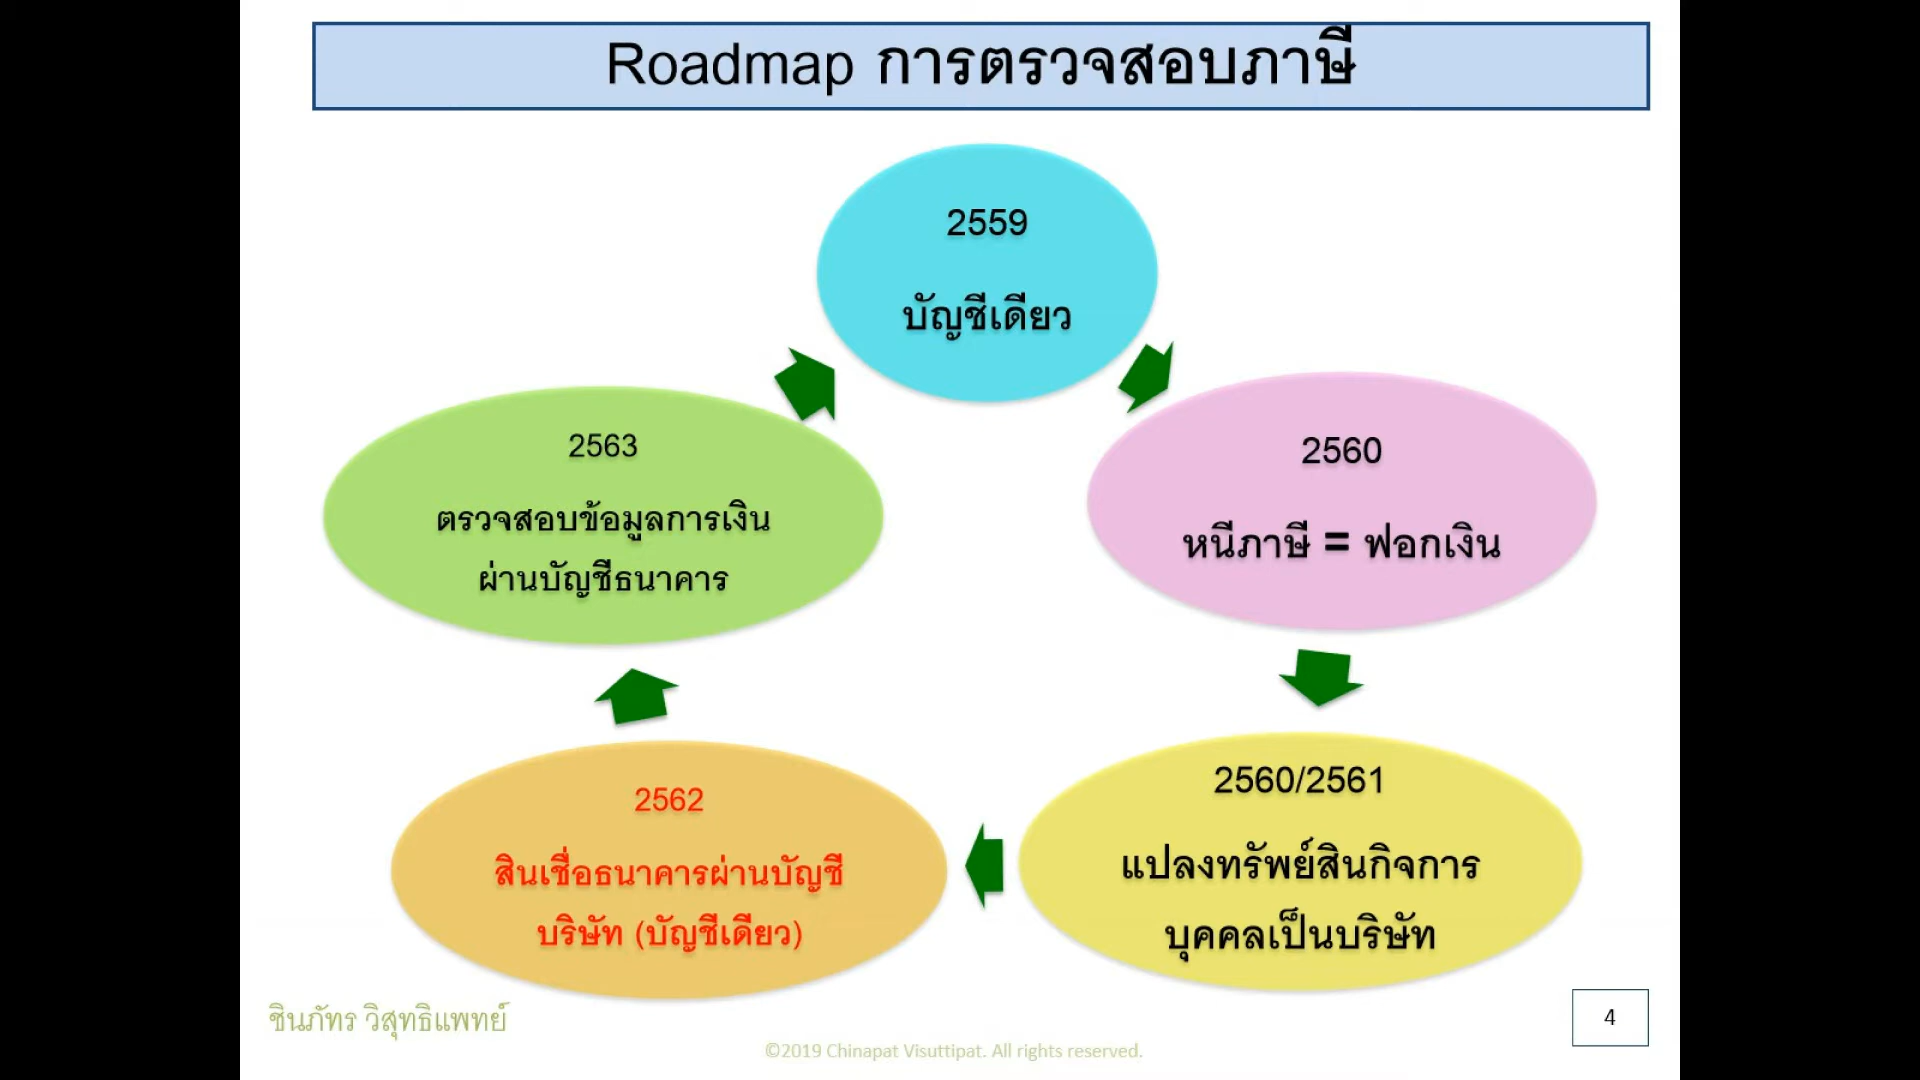 Roadmap การตรวจสอบภาษี
2559
บัญชีเดียว
2560
หนีภาษี = ฟอกเงิน
2560/2561
แปลงทรัพย์สินกิจการ
บุคคลเป็นบริษัท
2562
สินเชื่อธนาคารผ่านบัญชี
บริษัท (บัญชีเดียว)
2563
ตรวจสอบข้อมูลการเงิน
ผ่านบัญชีธนาคาร
ชินภัทร วิสุทธิแพทย์
©2019 Chinapat Visuttipat. All rights reserved.
4